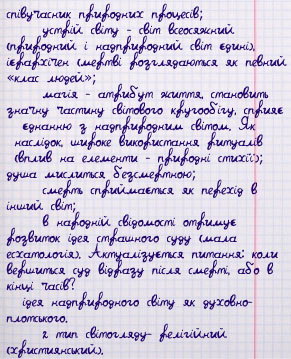 співучасник природних процесів;
устрій світу - світ всеосяжний
(природний і надприродний світ єдині),
ієрархічен (смертні розглядаються як певний
«клас людей»;
магія - атрибут життя, становить
значну частину світового кругообігу, сприяє
єднанню з надприродним світом. Як
наслідок, широке використання ритуалів
(вплив на елементи - природні стихії);
душа мислиться безсмертною;
смерть сприймається як перехід в
інший світ;
в народній свідомості отримує
розвиток ідея страшного суду (мала
есхатологія). Актуалізується питання: коли
вершиться суд відразу після смерті, або в
кінці часів?
ідея надприродного світу як духовно-
плотського.
2 тип світогляду- релігійний
(християнський).